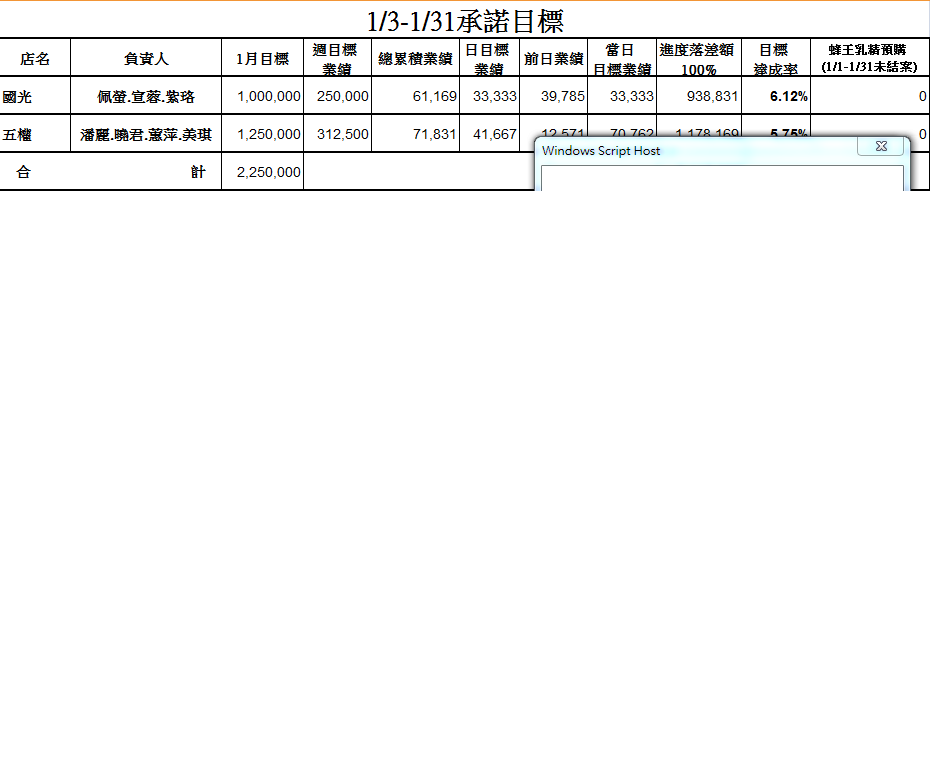 1/3-1/31承諾目標
店名 負責人 1月目標 週目標業績 總累積業績 日目標業績 前日業績 當日目標業績 進度落差額100% 目標達成率 蜂王乳精預購(1/1-1/31未結案)
國光 佩螢.宣蓉.紫珞 1,000,000 250,000 61,169 33,333 39,785 33,333 938,831 6.12% 0
五權 潘麗.曉君.蕙萍.美琪 1,250,000 312,500 71,831 41,667 12,571 70,762 1,178,169 5.75% 0
合計 2,250,000
Windows Script Host